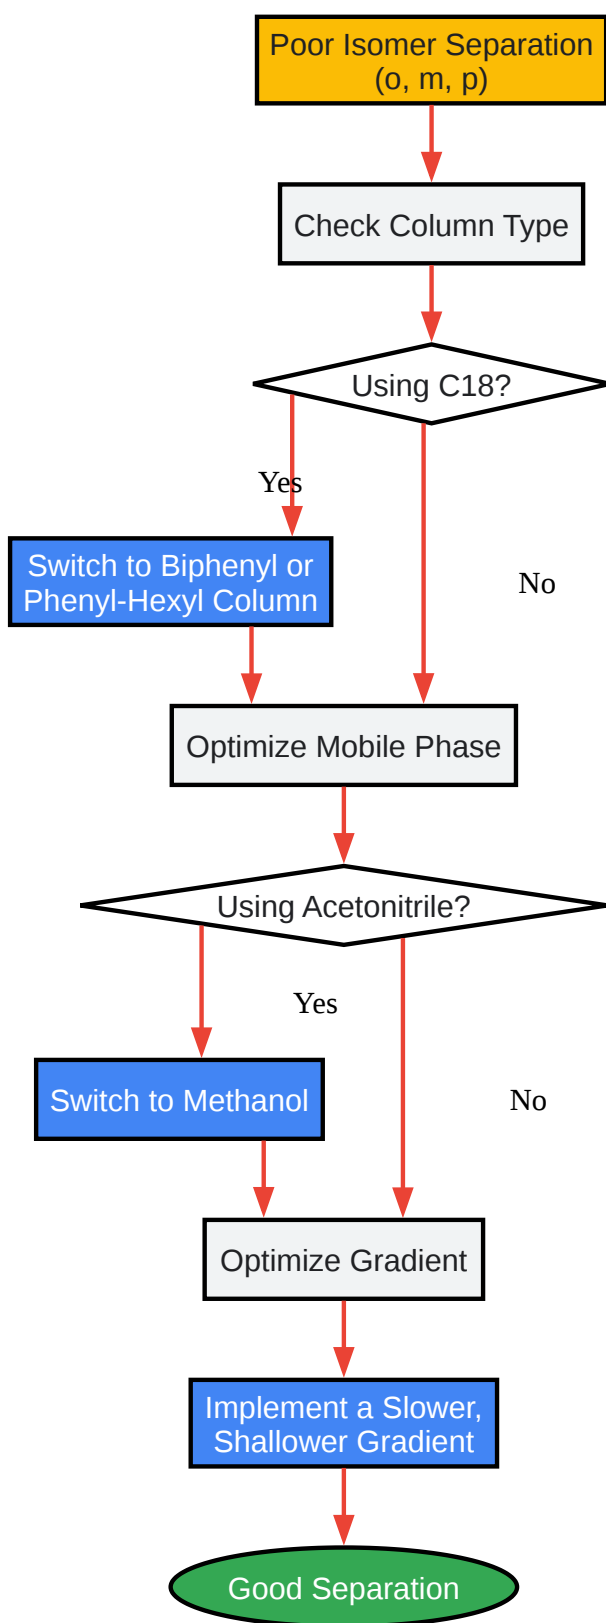 Poor Isomer Separation
(o, m, p)
Check Column Type
Using C18?
Yes
Switch to Biphenyl or
Phenyl-Hexyl Column
No
Optimize Mobile Phase
Using Acetonitrile?
Yes
Switch to Methanol
No
Optimize Gradient
Implement a Slower,
Shallower Gradient
Good Separation